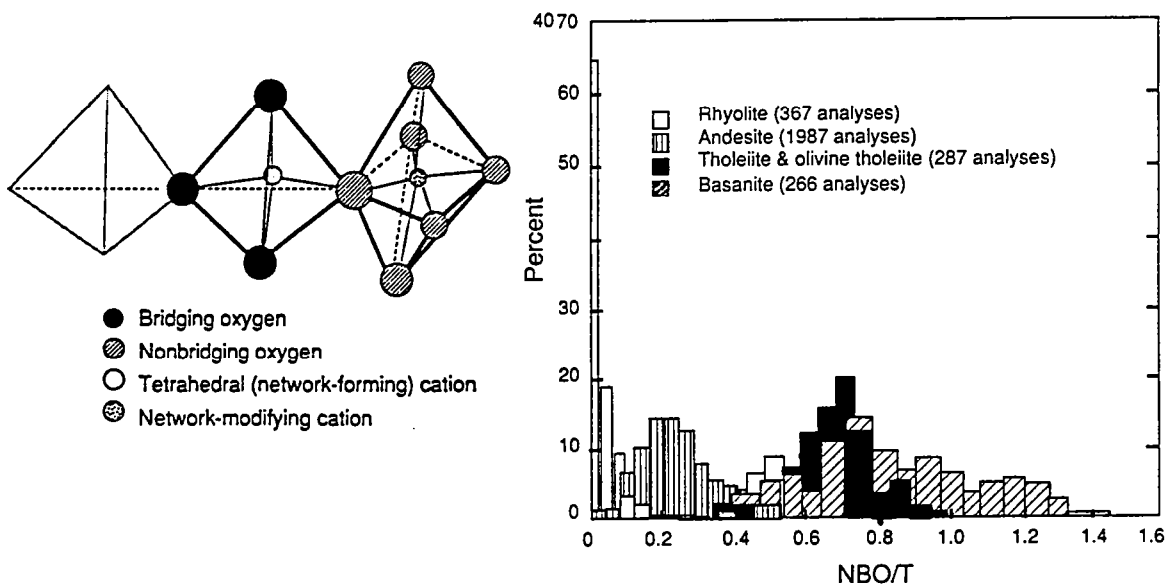 Bridging oxygen
Nonbridging oxygen
Tetrahedral (network-forming) cation
Network-modifying cation
4070
60
50
30
20
10
0
Percent
Rhyolite (367 analyses)
Andesite (1987 analyses)
Tholeiite & olivine tholeiite (287 analyses)
Basanite (266 analyses)
0 0.2 0.4 0.6 0.8 1.0 1.2 1.4 1.6
NBO/T